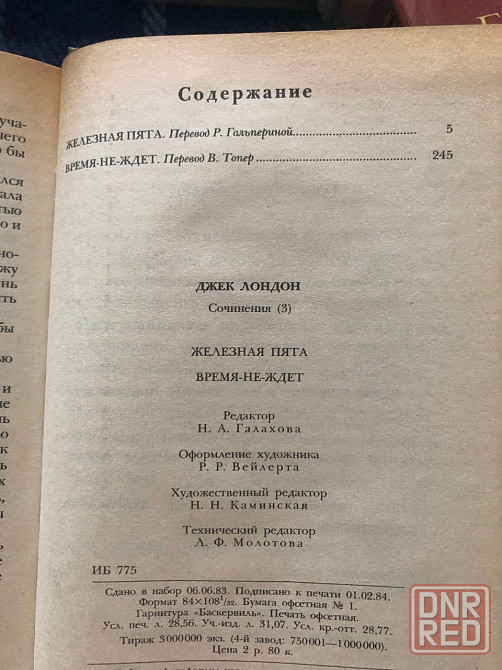 Содержание
ЖЕЛЕЗНАЯ ПЯТА. Перевод Р. Гальпериной 5
ВРЕМЯ-НЕ-ЖДЕТ. Перевод В. Топер 245
ДЖЕК ЛОНДОН
Сочинения (3)
ЖЕЛЕЗНАЯ ПЯТА
ВРЕМЯ-НЕ-ЖДЕТ
Редактор
Н. А. Галахова
Оформление художника
Р. Р. Вейлерта
Художественный редактор
Н. Н. Каминская
Технический редактор
Л. Ф. Молотова
ИБ 775
Сдано в набор 06.06.83. Подписано к печати 01.02.84.
Формат 84×108¹/₃₂. Бумага офсетная № 1.
Гарнитура «Баскервиль». Печать офсетная.
Усл. печ. л. 28,56. Уч.-изд. л. 31,07. Усл. кр.-отт. 28,77.
Тираж 3000000 экз. (4-й завод: 750001—1000000).
Цена 2 р. 80 к.
DNR
RED